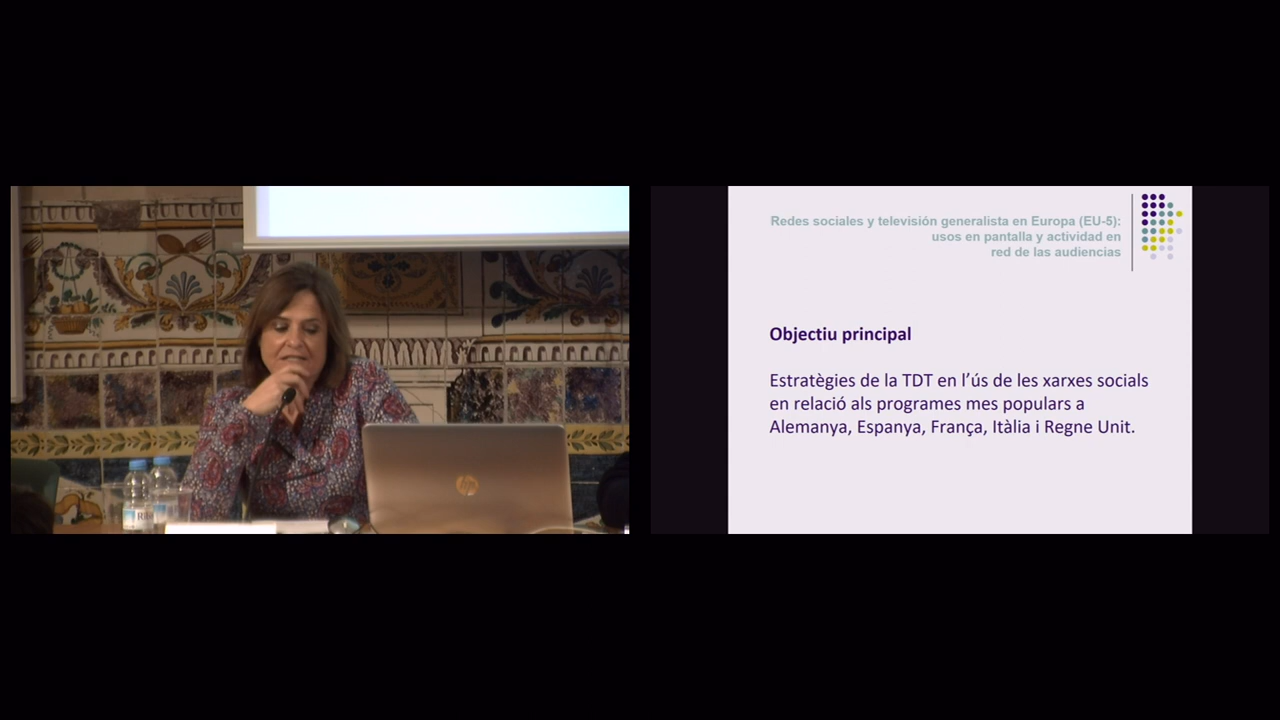 Redes sociales y televisión generalista en Europa (EU-5):
usos en pantalla y actividad en
red de las audiencias
Objectiu principal
Estratègies de la TDT en l'ús de les xarxes socials
en relació als programes mes populars a
Alemanya, Espanya, França, Itàlia i Regne Unit.
hp